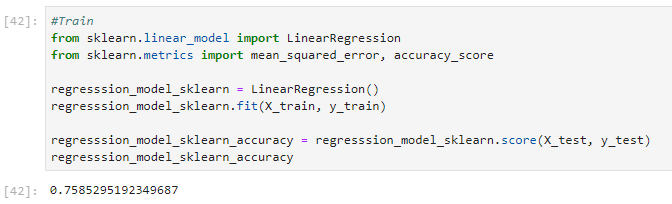 [42]: #Train
from sklearn.linear_model import LinearRegression
from sklearn.metrics import mean_squared_error, accuracy_score
regresssion_model_sklearn = LinearRegression()
regresssion_model_sklearn.fit(X_train, y_train)
regresssion_model_sklearn_accuracy = regresssion_model_sklearn.score(X_test, y_test)
regresssion_model_sklearn_accuracy
[42]: 0.7585295192349687